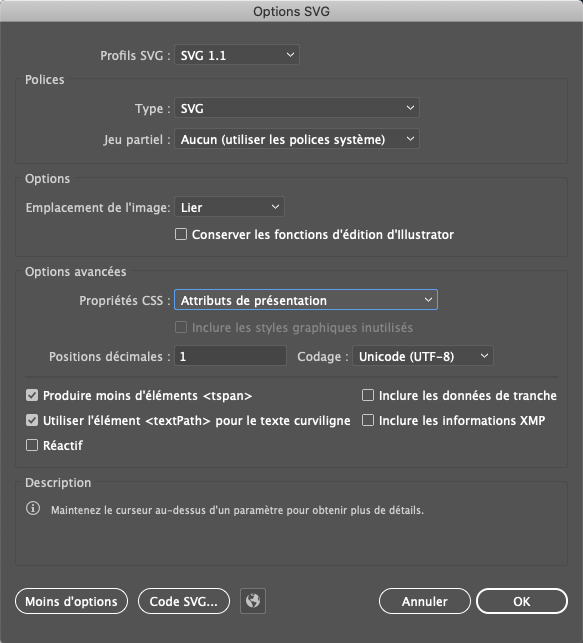 Options SVG
Profils SVG : SVG 1.1
Polices
Type : SVG
Jeu partiel : Aucun (utiliser les polices système)
Options
Emplacement de l'image: Lier
Conserver les fonctions d'édition d'Illustrator
Options avancées
Propriétés CSS : Attributs de présentation
Inclure les styles graphiques inutilisés
Positions décimales : 1 Codage : Unicode (UTF-8)
Produire moins d'éléments <tspan> Inclure les données de tranche
Utiliser l'élément <textPath> pour le texte curviligne Inclure les informations XMP
Réactif
Description
Maintenez le curseur au-dessus d'un paramètre pour obtenir plus de détails.
Moins d'options Code SVG... Annuler OK